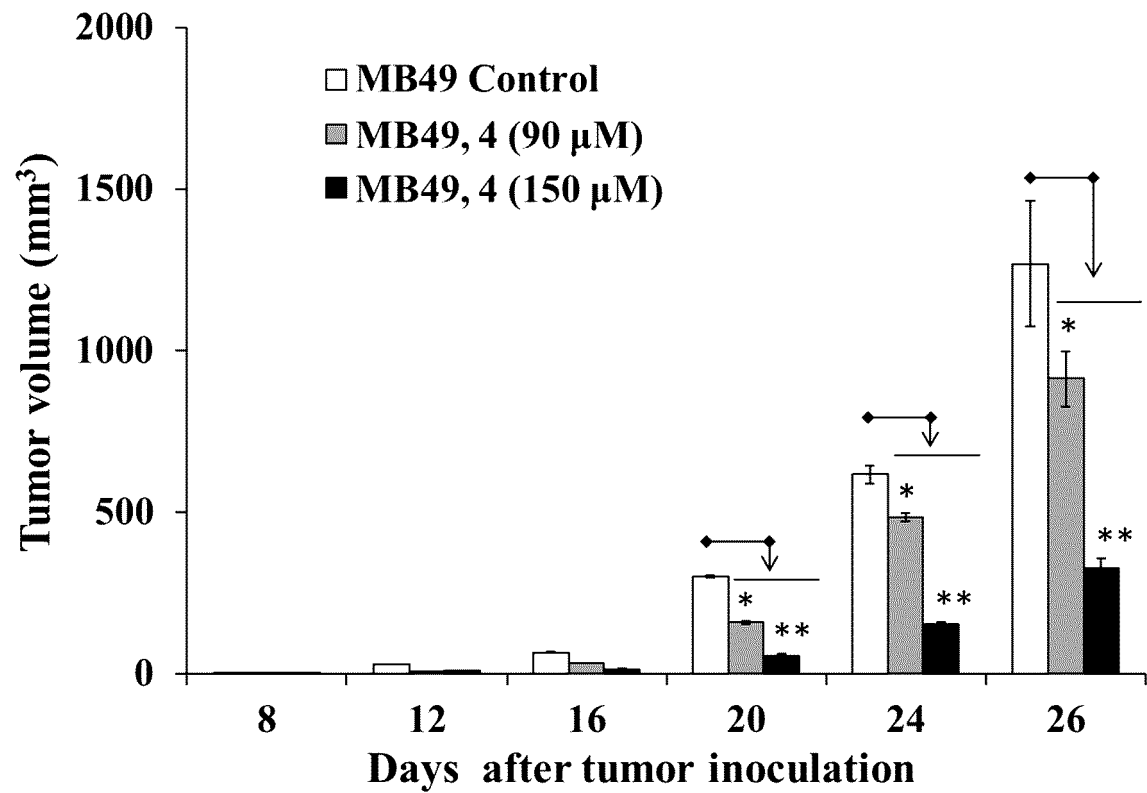 2000
1500
1000
500
0
Tumor volume (mm³)
MB49 Control
MB49, 4 (90 µM)
MB49, 4 (150 µM)
*
**
*
**
*
**
8 12 16 20 24 26
Days after tumor inoculation